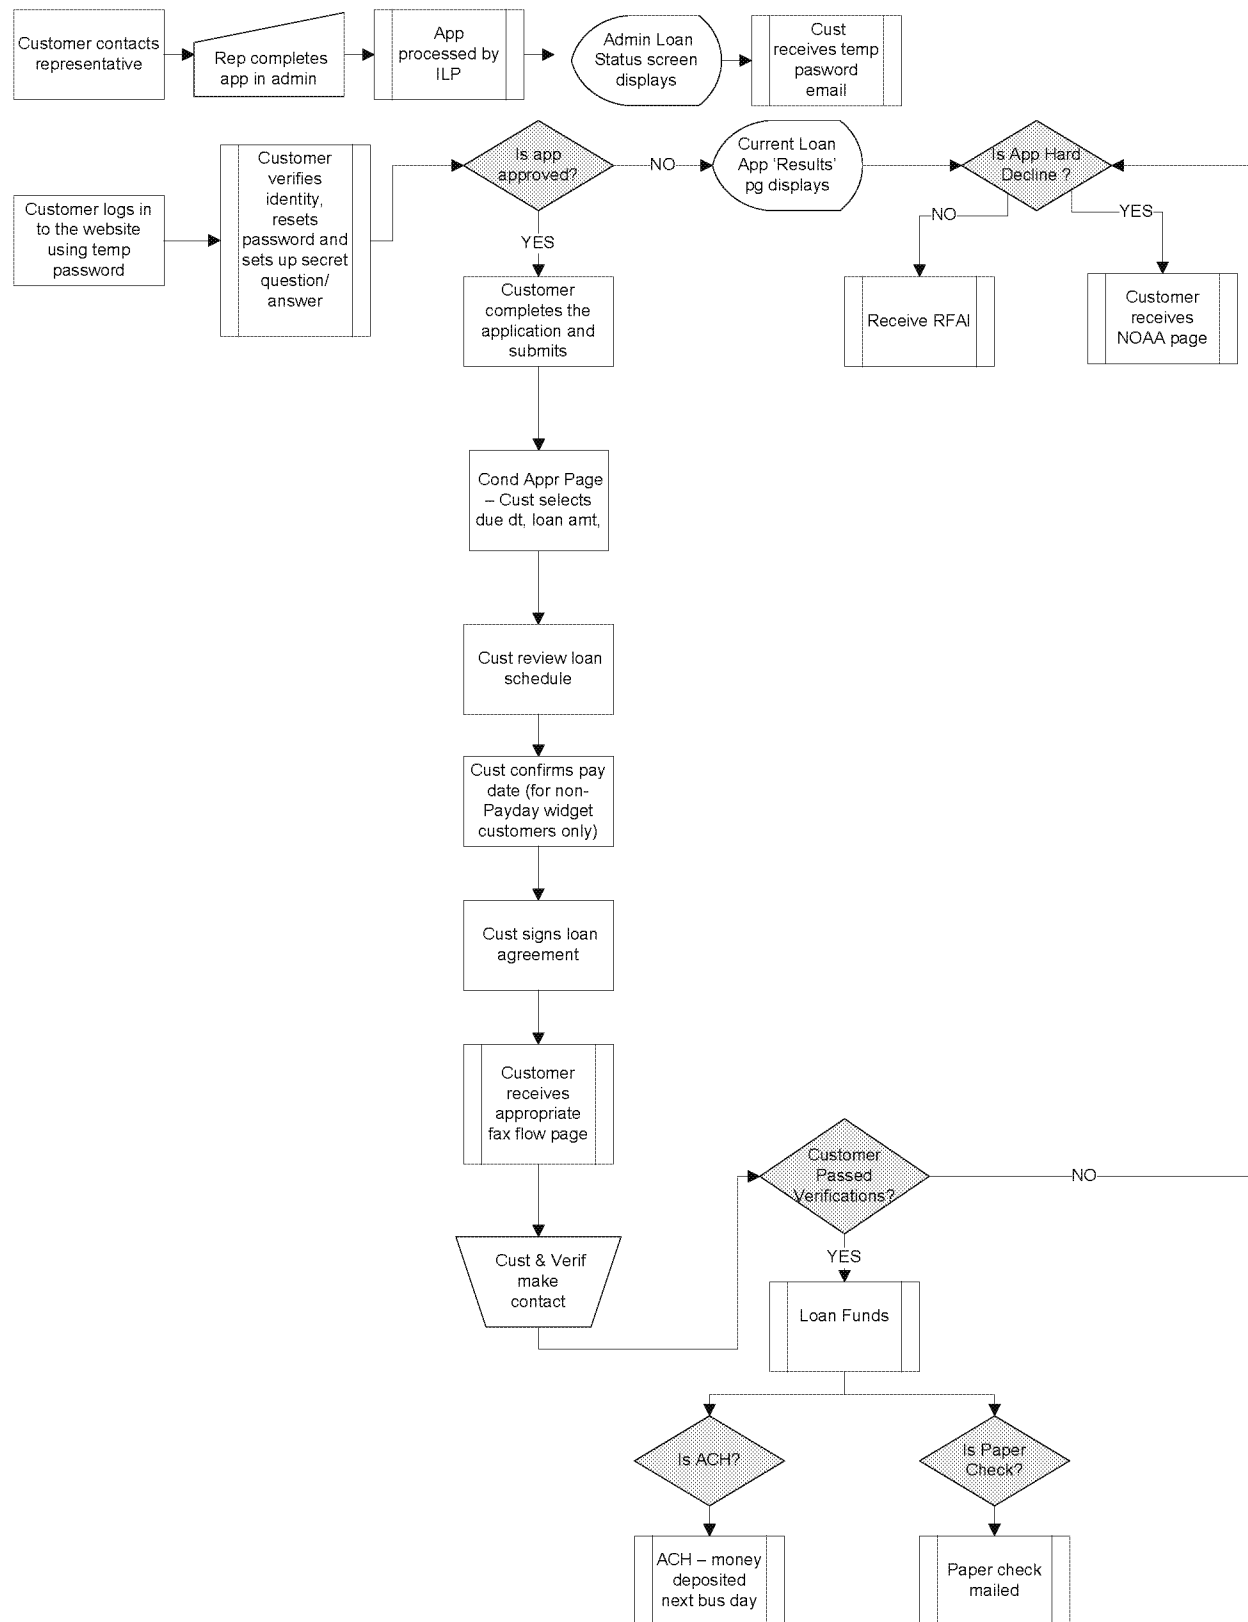 Customer contacts
representative
Rep completes
app in admin
App
processed by
ILP
Admin Loan
Status screen
displays
Cust
receives temp
pasword
email
Customer logs in
to the website
using temp
password
Customer
verifies
identity,
resets
password and
sets up secret
question/
answer
Is app
approved?
NO
Current Loan
App ‘Results’
pg displays
Is App Hard
Decline ?
NO
YES
Receive RFAI
Customer
receives
NOAA page
YES
Customer
completes the
application and
submits
Cond Appr Page
– Cust selects
due dt, loan amt,
Cust review loan
schedule
Cust confirms pay
date (for non-
Payday widget
customers only)
Cust signs loan
agreement
Customer
receives
appropriate
fax flow page
Cust & Verif
make
contact
Customer
Passed
Verifications?
NO
YES
Loan Funds
Is ACH?
Is Paper
Check?
ACH – money
deposited
next bus day
Paper check
mailed